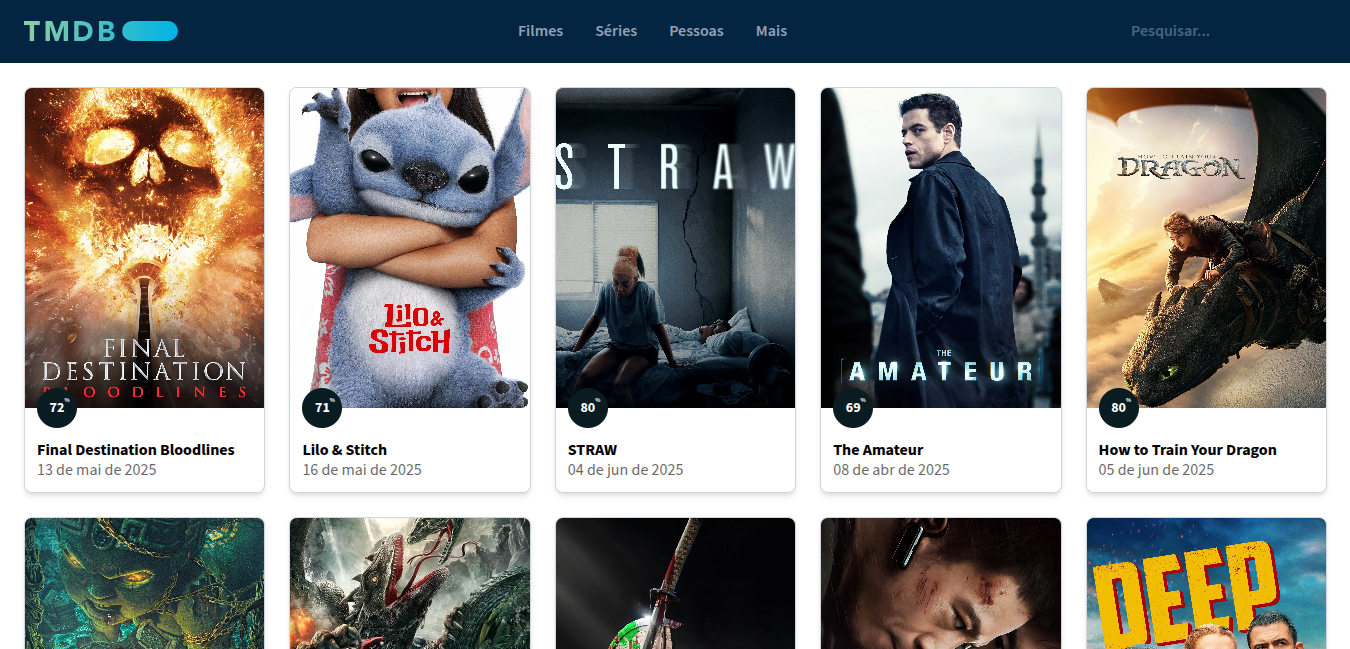 TMDB
Filmes Séries Pessoas Mais
Pesquisar...
FINAL
DESTINATION
BLOODLINES
Lilo &
Stitch
STRAW
THE
AMATEUR
HOW TO TRAIN YOUR
DRAGON
72%
Final Destination Bloodlines
13 de mai de 2025
71%
Lilo & Stitch
16 de mai de 2025
80%
STRAW
04 de jun de 2025
69%
The Amateur
08 de abr de 2025
80%
How to Train Your Dragon
05 de jun de 2025
DEEP